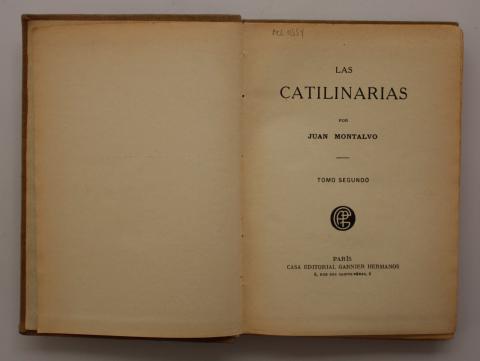 LAS
CATILINARIAS
POR
JUAN MONTALVO
TOMO SEGUNDO
PARÍS
CASA EDITORIAL GARNIER HERMANOS
6, RUE DES SAINTS-PÈRES, 6